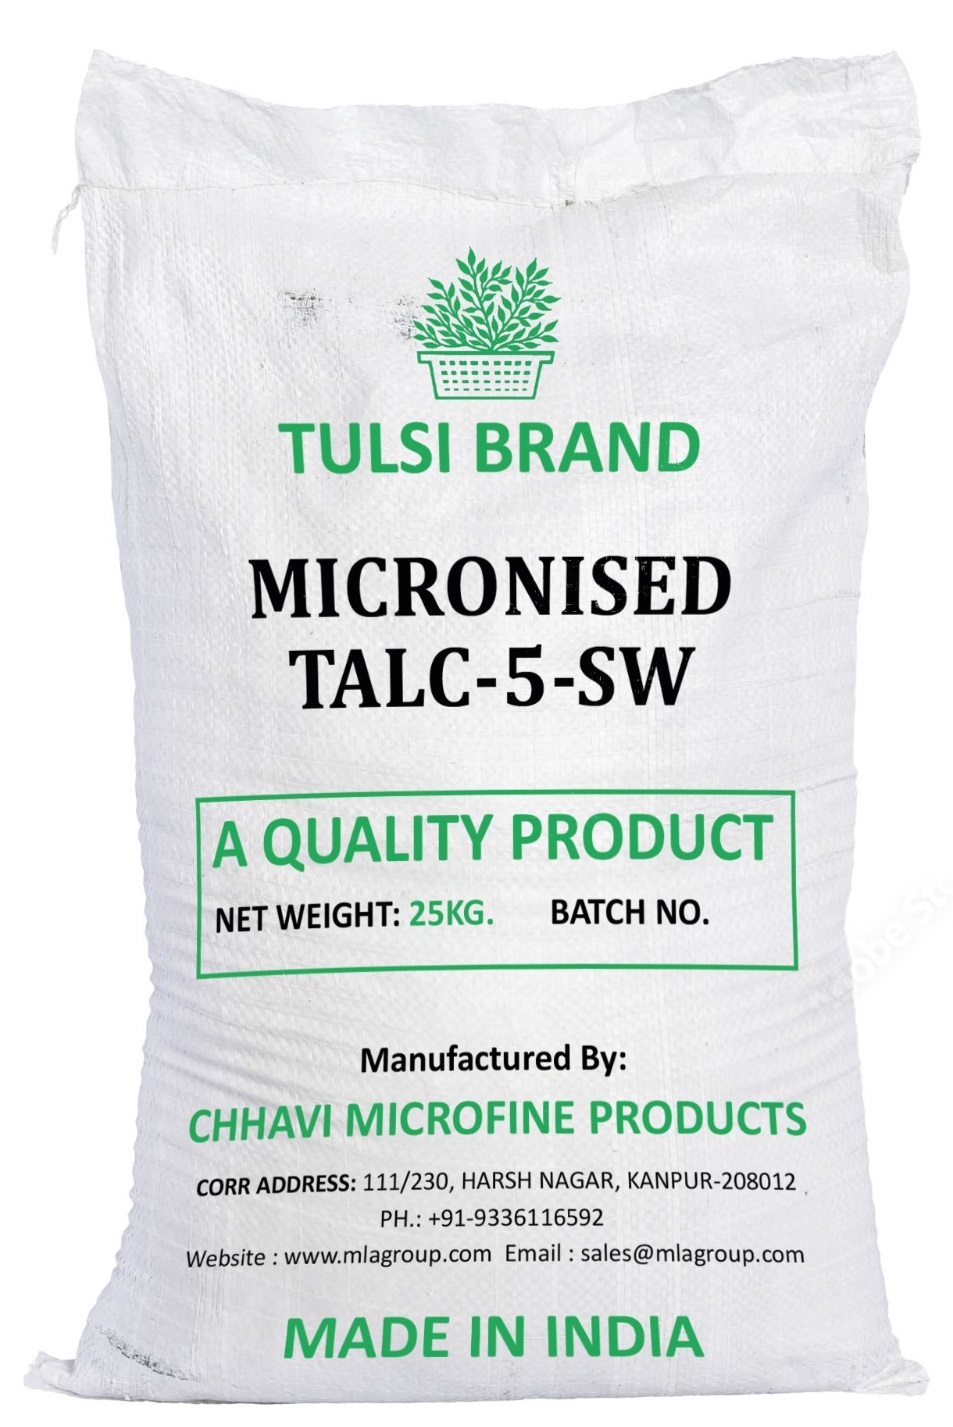 TULSI BRAND
MICRONISED
TALC-5-SW
A QUALITY PRODUCT
NET WEIGHT: 25KG. BATCH NO.
Manufactured By:
CHHAVI MICROFINE PRODUCTS
CORR ADDRESS: 111/230, HARSH NAGAR, KANPUR-208012 .
PH.: +91-9336116592
Website : www.mlagroup.com Email : sales@mlagroup.com
MADE IN INDIA